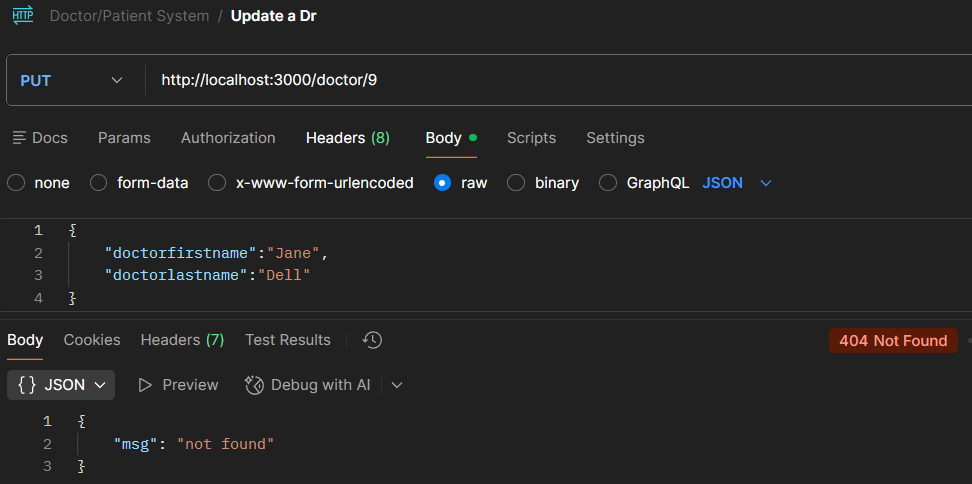 HTTP Doctor/Patient System / Update a Dr
PUT http://localhost:3000/doctor/9
Docs Params Authorization Headers (8) Body Scripts Settings
none form-data x-www-form-urlencoded raw binary GraphQL JSON
1 {
2 "doctorfirstname":"Jane",
3 "doctorlastname":"Dell"
4 }
Body Cookies Headers (7) Test Results 404 Not Found
{ } JSON Preview Debug with AI
1 {
2 "msg": "not found"
3 }